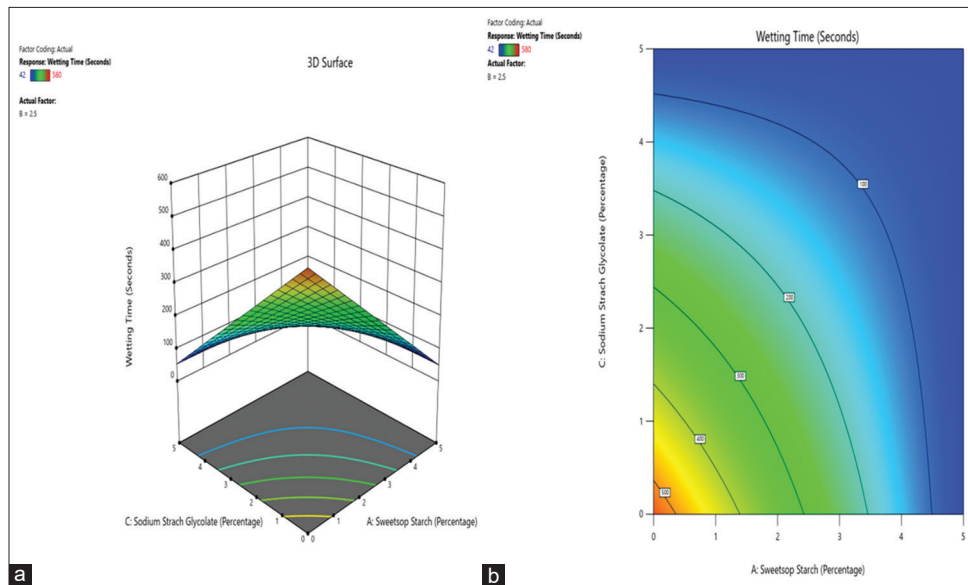 Factor Coding: Actual
Response: Wetting Time (Seconds)
42 580
Actual Factor:
B = 2.5
3D Surface
600
500
400
300
200
100
0
Wetting Time (Seconds)
5
4
3
2
1
0
0
1
2
3
4
5
C: Sodium Strach Glycolate (Percentage)
A: Sweetsop Starch (Percentage)
a
Factor Coding: Actual
Response: Wetting Time (Seconds)
42 580
Actual Factor
B = 2.5
Wetting Time (Seconds)
5
4
3
2
1
0
C: Sodium Strach Glycolate (Percentage)
100
200
300
400
500
0 1 2 3 4 5
A: Sweetsop Starch (Percentage)
b